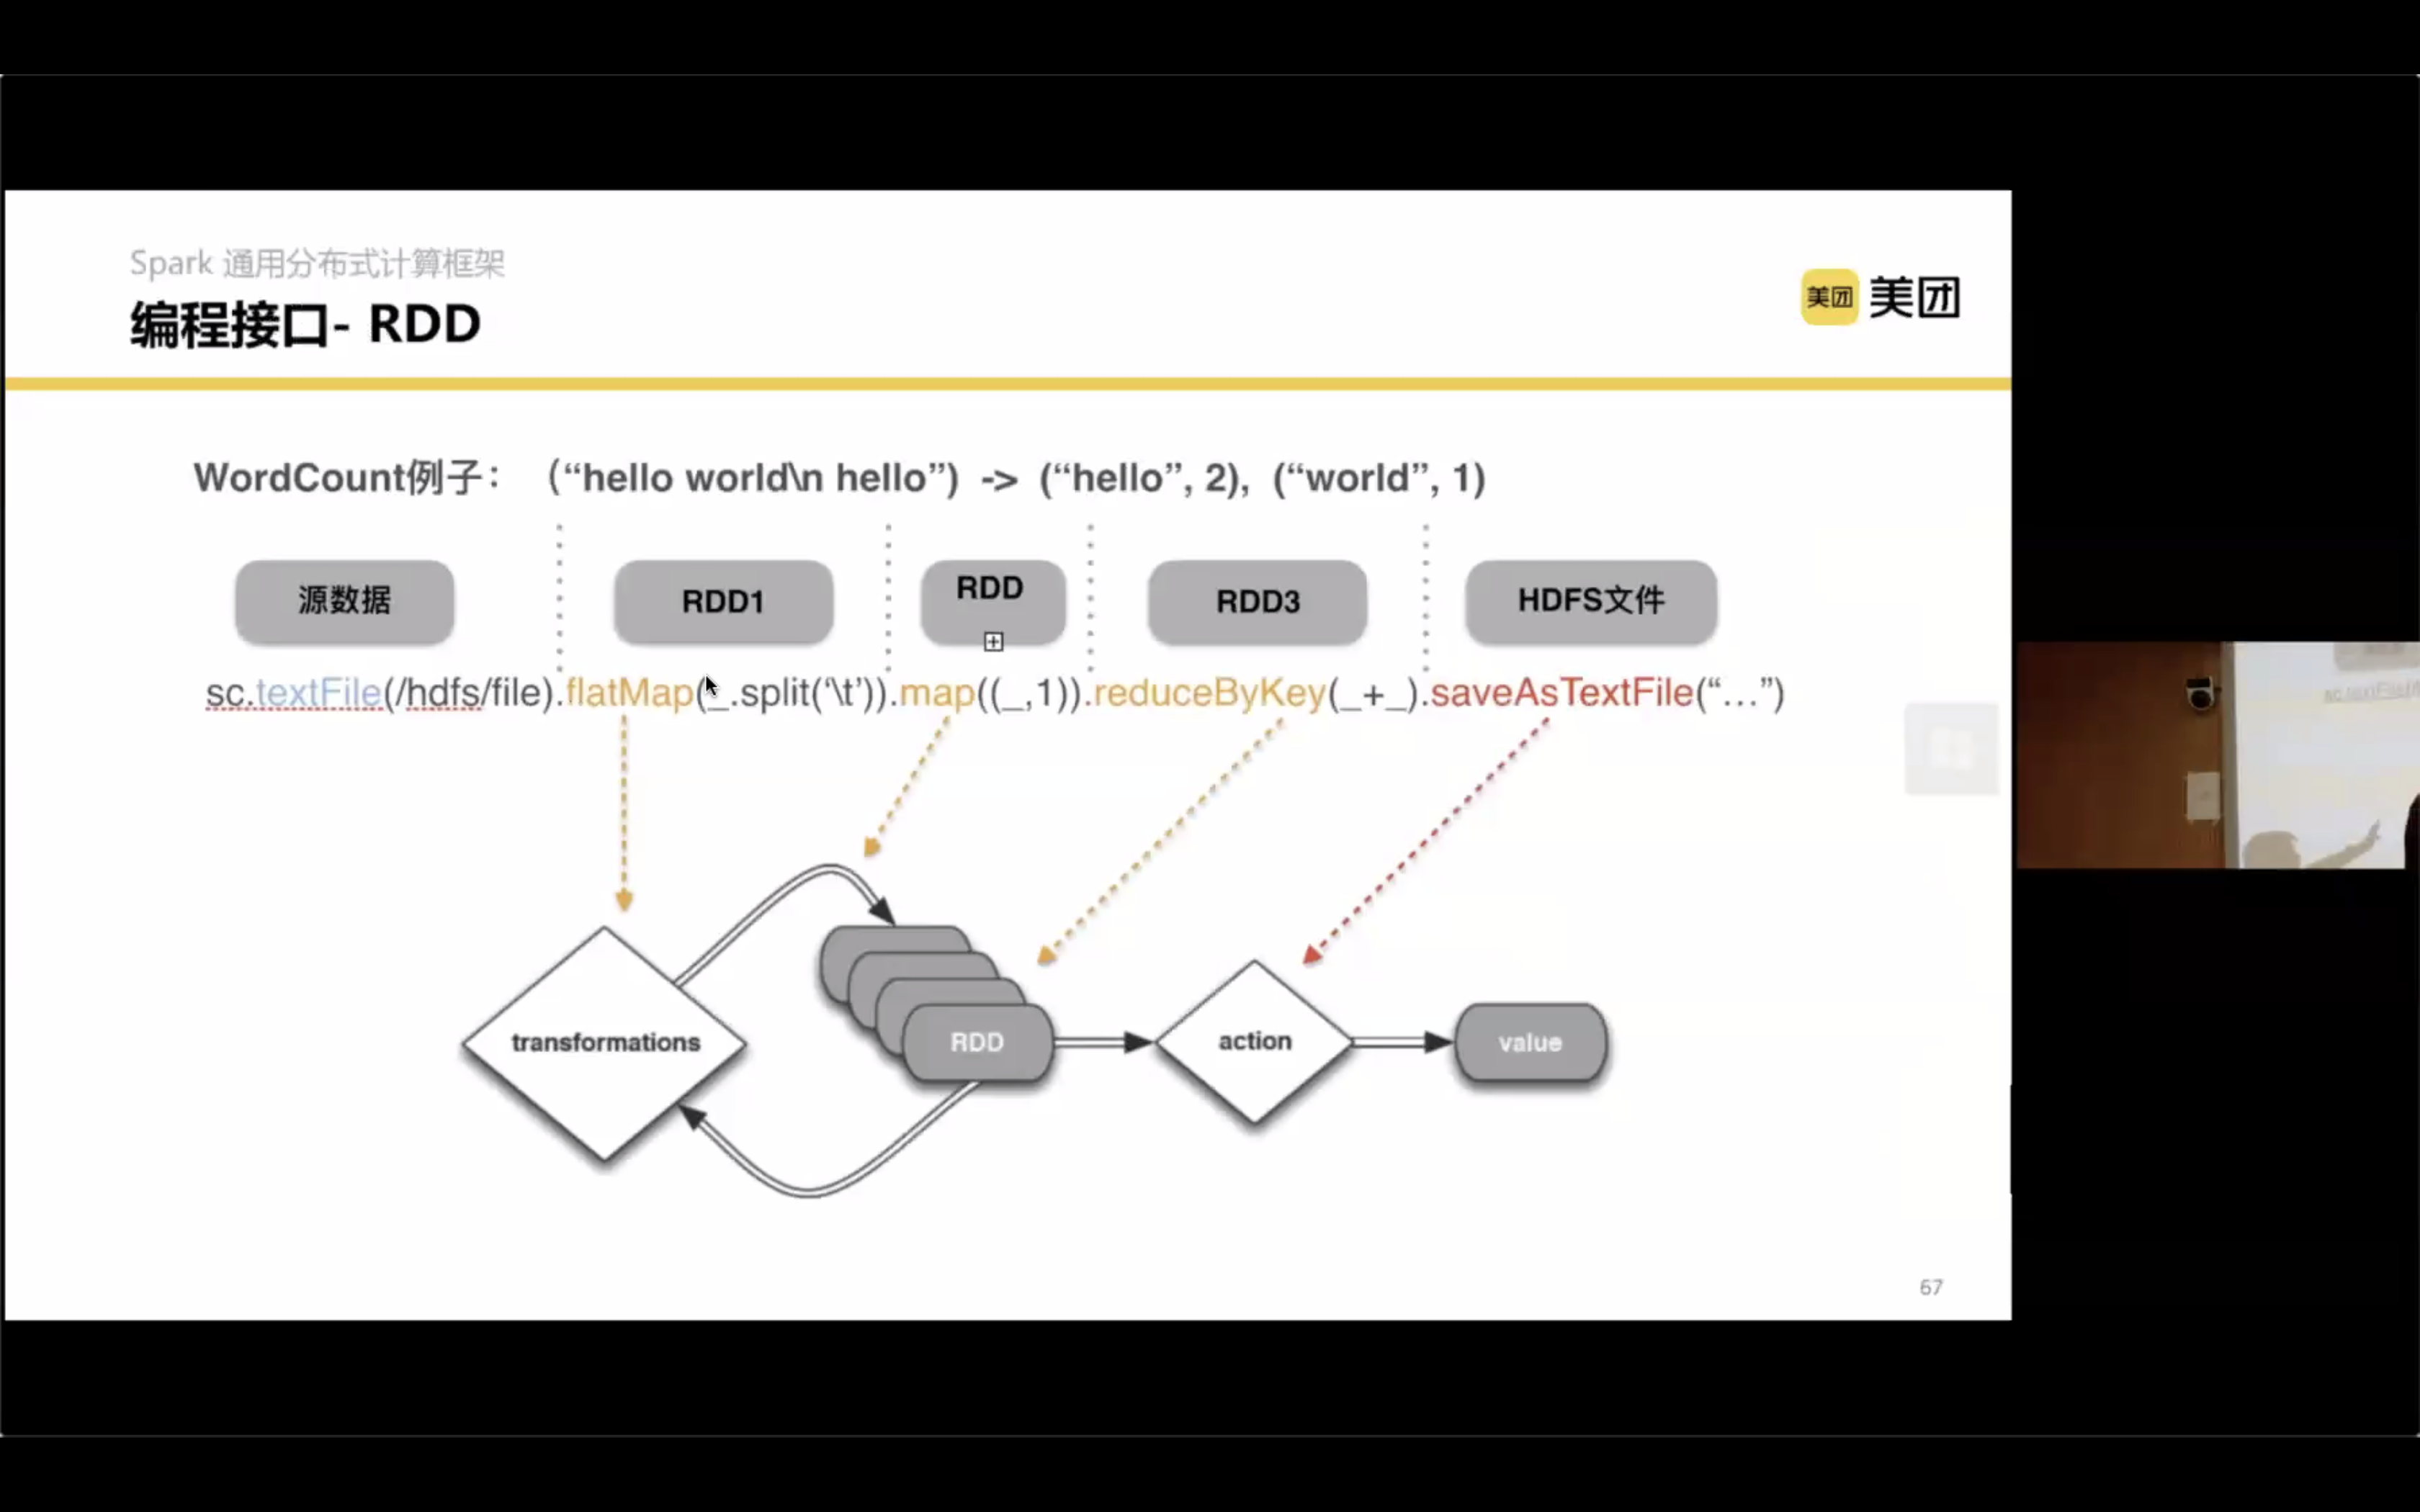 Spark 通用分布式计算框架
编程接口- RDD
美团 美团
WordCount例子： （“hello world\n hello”) -> (“hello”, 2), (“world”, 1)
源数据
RDD1
RDD
RDD3
HDFS文件
sc.textFile(/hdfs/file).flatMap(_.split(‘\t’)).map((_,1)).reduceByKey(_+_).saveAsTextFile(“…”)
transformations
RDD
action
value
67